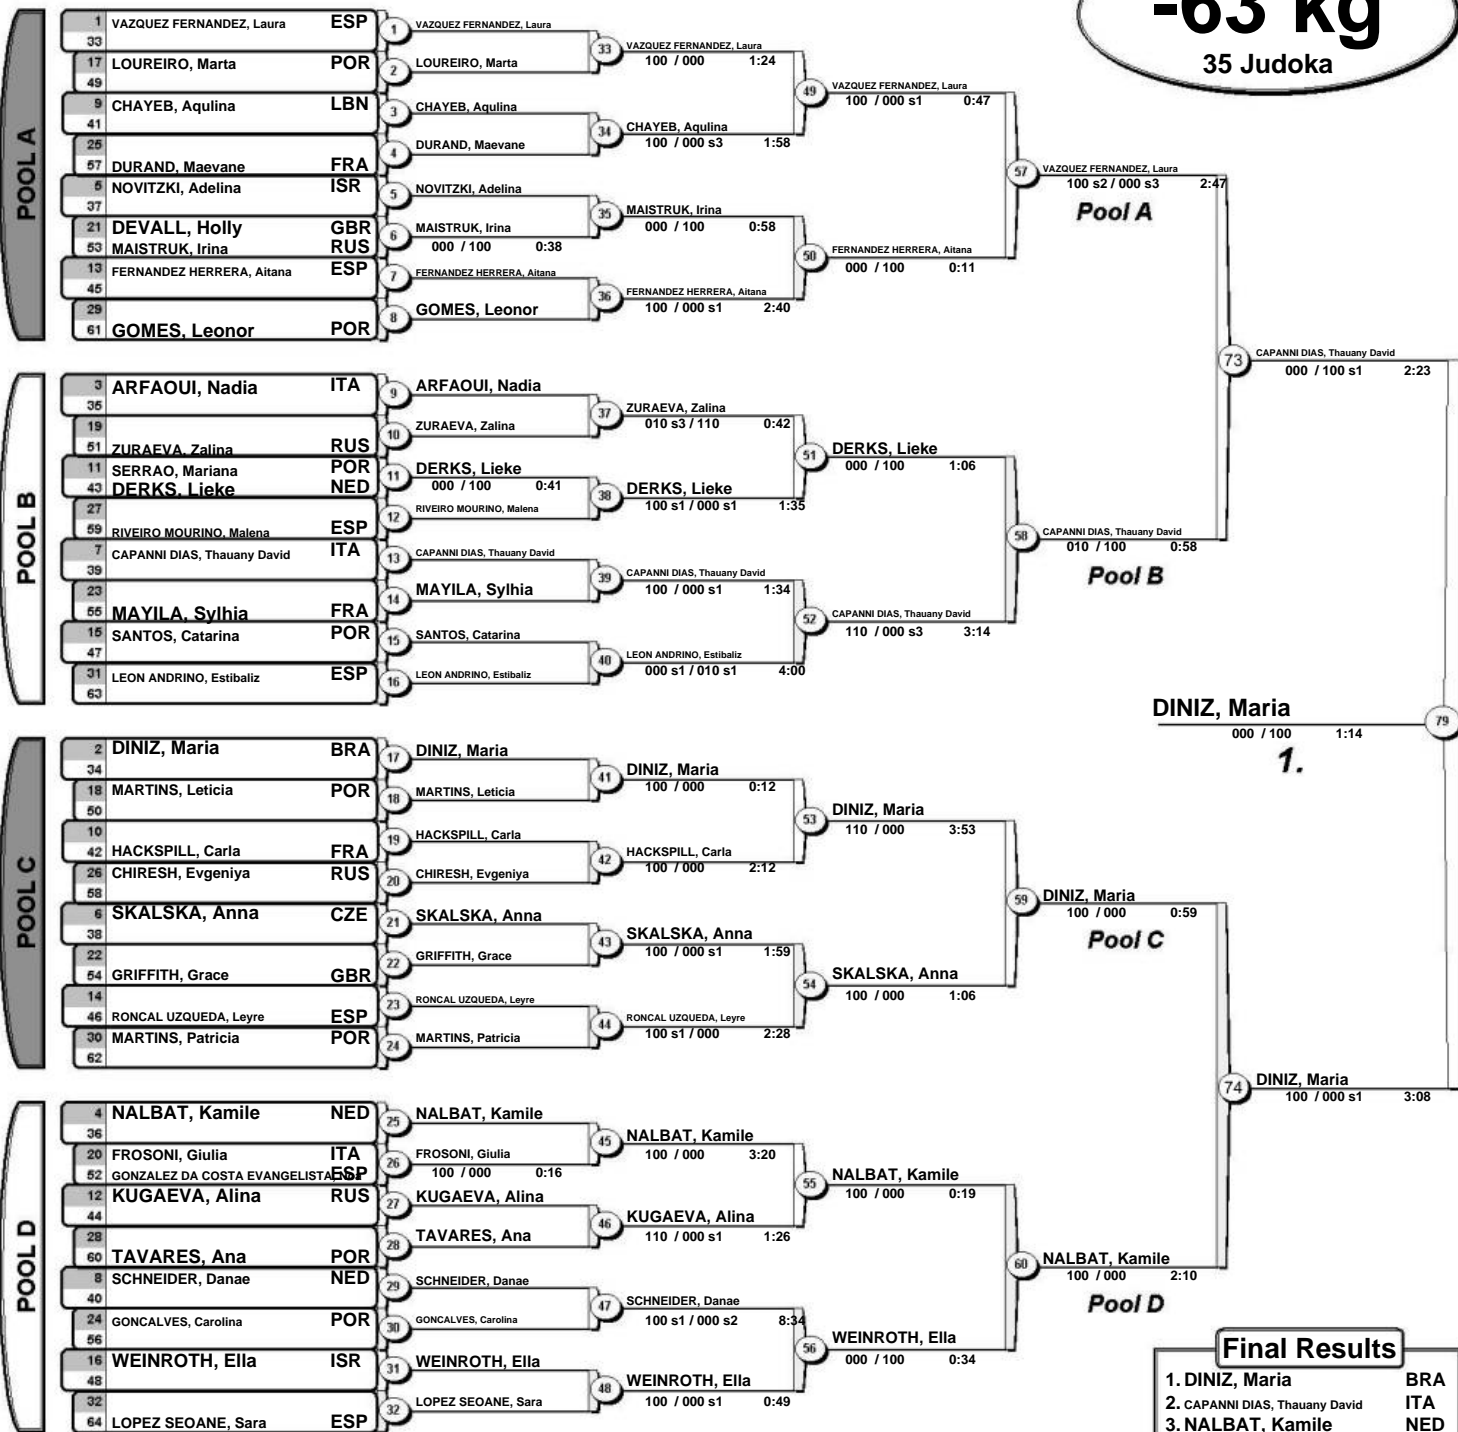 -63 kg
35 Judoka
POOL A
1 VAZQUEZ FERNANDEZ, Laura ESP
33
17 LOUREIRO, Marta POR
49
9 CHAYEB, Aqulina LBN
41
25
57 DURAND, Maevane FRA
5 NOVITZKI, Adelina ISR
37
21 DEVALL, Holly GBR
53 MAISTRUK, Irina RUS
13 FERNANDEZ HERRERA, Aitana ESP
45
29
61 GOMES, Leonor POR
1 VAZQUEZ FERNANDEZ, Laura
2 LOUREIRO, Marta
3 CHAYEB, Aqulina
4 DURAND, Maevane
5 NOVITZKI, Adelina
6 MAISTRUK, Irina
000 / 100 0:38
7 FERNANDEZ HERRERA, Aitana
8 GOMES, Leonor
33 VAZQUEZ FERNANDEZ, Laura
100 / 000 1:24
34 CHAYEB, Aqulina
100 / 000 s3 1:58
35 MAISTRUK, Irina
000 / 100 0:58
36 FERNANDEZ HERRERA, Aitana
100 / 000 s1 2:40
49 VAZQUEZ FERNANDEZ, Laura
100 / 000 s1 0:47
50 FERNANDEZ HERRERA, Aitana
000 / 100 0:11
57 VAZQUEZ FERNANDEZ, Laura
100 s2 / 000 s3 2:47
Pool A
POOL B
3 ARFAOUI, Nadia ITA
35
19
51 ZURAEVA, Zalina RUS
11 SERRAO, Mariana POR
43 DERKS, Lieke NED
27
59 RIVEIRO MOURINO, Malena ESP
7 CAPANNI DIAS, Thauany David ITA
39
23
55 MAYILA, Sylhia FRA
15 SANTOS, Catarina POR
47
31 LEON ANDRINO, Estibaliz ESP
63
9 ARFAOUI, Nadia
10 ZURAEVA, Zalina
11 DERKS, Lieke
000 / 100 0:41
12 RIVEIRO MOURINO, Malena
13 CAPANNI DIAS, Thauany David
14 MAYILA, Sylhia
15 SANTOS, Catarina
16 LEON ANDRINO, Estibaliz
37 ZURAEVA, Zalina
010 s3 / 110 0:42
38 DERKS, Lieke
100 s1 / 000 s1 1:35
39 CAPANNI DIAS, Thauany David
100 / 000 s1 1:34
40 LEON ANDRINO, Estibaliz
000 s1 / 010 s1 4:00
51 DERKS, Lieke
000 / 100 1:06
52 CAPANNI DIAS, Thauany David
110 / 000 s3 3:14
58 CAPANNI DIAS, Thauany David
010 / 100 0:58
Pool B
73 CAPANNI DIAS, Thauany David
000 / 100 s1 2:23
DINIZ, Maria 79
000 / 100 1:14
1.
POOL C
2 DINIZ, Maria BRA
34
18 MARTINS, Leticia POR
50
10
42 HACKSPILL, Carla FRA
26 CHIRESH, Evgeniya RUS
58
6 SKALSKA, Anna CZE
38
22
54 GRIFFITH, Grace GBR
14
46 RONCAL UZQUEDA, Leyre ESP
30 MARTINS, Patricia POR
62
17 DINIZ, Maria
18 MARTINS, Leticia
19 HACKSPILL, Carla
20 CHIRESH, Evgeniya
21 SKALSKA, Anna
22 GRIFFITH, Grace
23 RONCAL UZQUEDA, Leyre
24 MARTINS, Patricia
41 DINIZ, Maria
100 / 000 0:12
42 HACKSPILL, Carla
100 / 000 2:12
43 SKALSKA, Anna
100 / 000 s1 1:59
44 RONCAL UZQUEDA, Leyre
100 s1 / 000 2:28
53 DINIZ, Maria
110 / 000 3:53
54 SKALSKA, Anna
100 / 000 1:06
59 DINIZ, Maria
100 / 000 0:59
Pool C
74 DINIZ, Maria
100 / 000 s1 3:08
POOL D
4 NALBAT, Kamile NED
36
20 FROSONI, Giulia ITA
52 GONZALEZ DA COSTA EVANGELISTA, ESP
12 KUGAEVA, Alina RUS
44
28
60 TAVARES, Ana POR
8 SCHNEIDER, Danae NED
40
24 GONCALVES, Carolina POR
56
16 WEINROTH, Ella ISR
48
32
64 LOPEZ SEOANE, Sara ESP
25 NALBAT, Kamile
26 FROSONI, Giulia
100 / 000 0:16
27 KUGAEVA, Alina
28 TAVARES, Ana
29 SCHNEIDER, Danae
30 GONCALVES, Carolina
31 WEINROTH, Ella
32 LOPEZ SEOANE, Sara
45 NALBAT, Kamile
100 / 000 3:20
46 KUGAEVA, Alina
110 / 000 s1 1:26
47 SCHNEIDER, Danae
100 s1 / 000 s2 8:34
48 WEINROTH, Ella
100 / 000 s1 0:49
55 NALBAT, Kamile
100 / 000 0:19
56 WEINROTH, Ella
000 / 100 0:34
60 NALBAT, Kamile
100 / 000 2:10
Pool D
Final Results
1. DINIZ, Maria BRA
2. CAPANNI DIAS, Thauany David ITA
3. NALBAT, Kamile NED